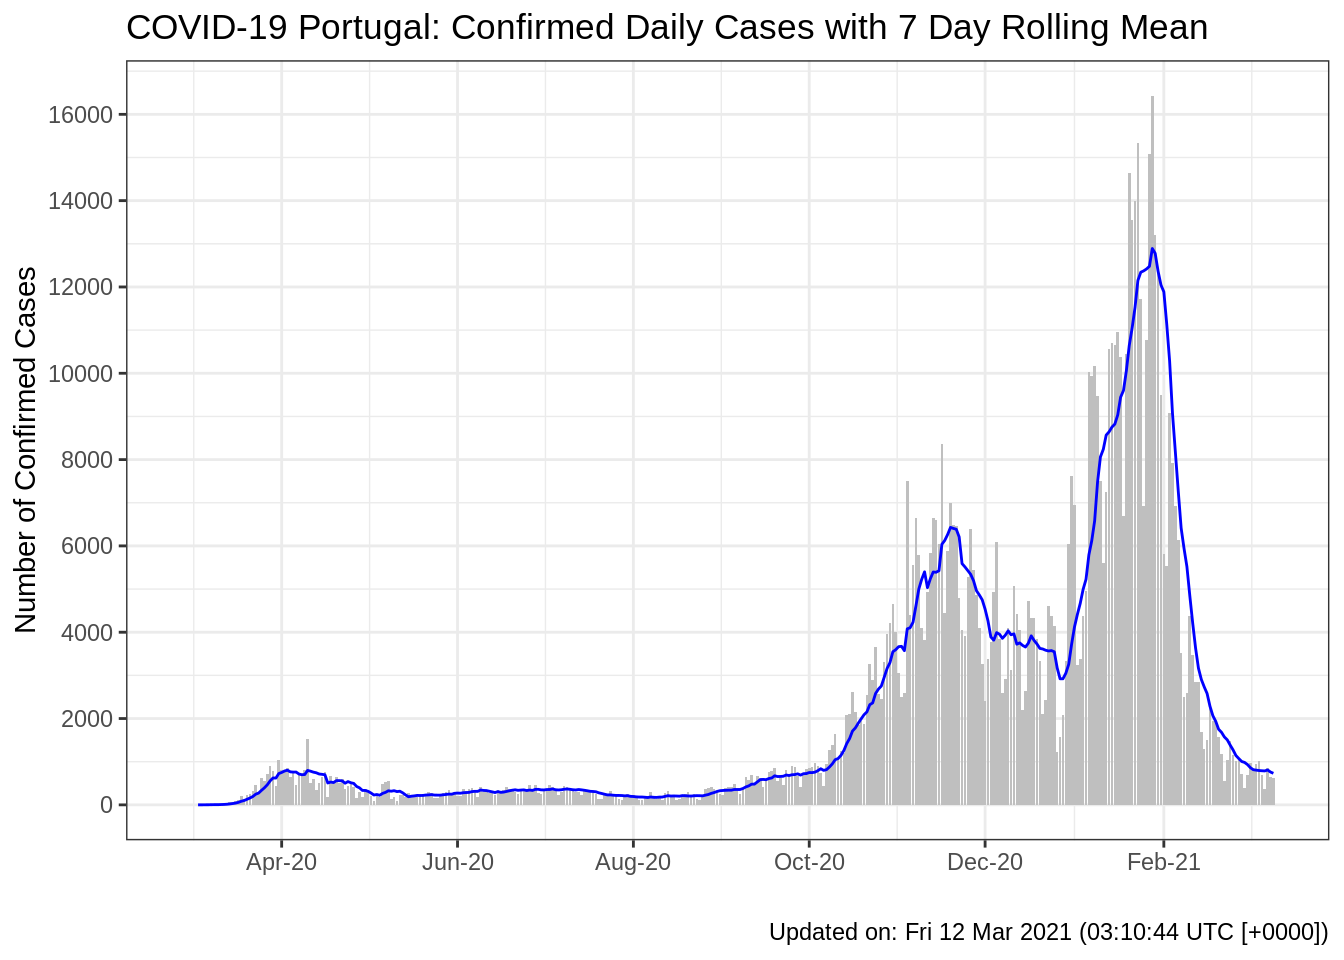 COVID-19 Portugal: Confirmed Daily Cases with 7 Day Rolling Mean
Number of Confirmed Cases
16000
14000
12000
10000
8000
6000
4000
2000
0
Apr-20 Jun-20 Aug-20 Oct-20 Dec-20 Feb-21
Updated on: Fri 12 Mar 2021 (03:10:44 UTC [+0000])